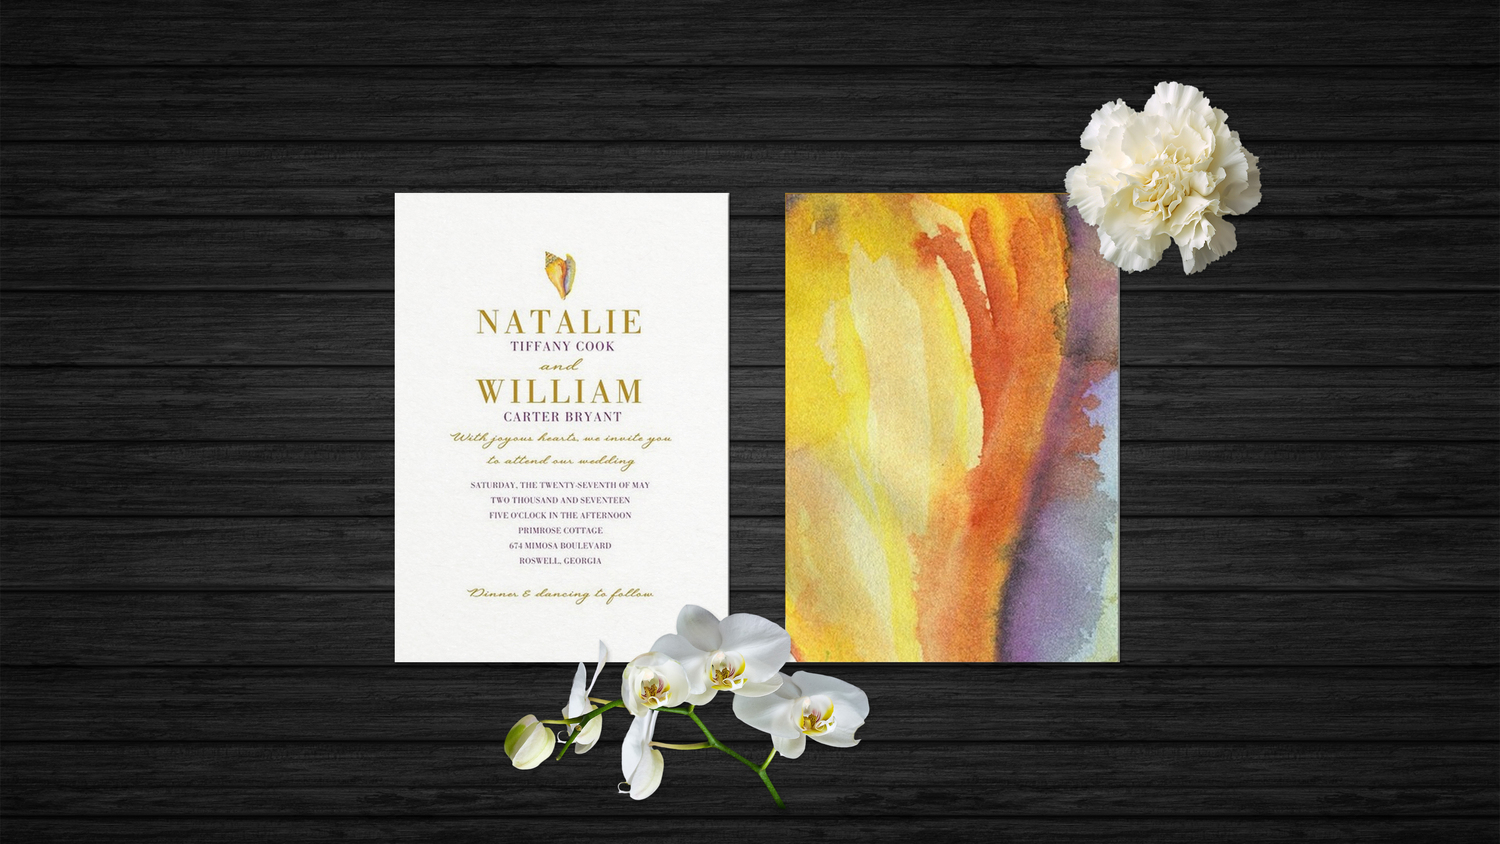 NATALIE
TIFFANY COOK
and
WILLIAM
CARTER BRYANT
With joyous hearts, we invite you
to attend our wedding
SATURDAY, THE TWENTY-SEVENTH OF MAY
TWO THOUSAND AND SEVENTEEN
FIVE O'CLOCK IN THE AFTERNOON
PRIMROSE COTTAGE
674 MIMOSA BOULEVARD
ROSWELL, GEORGIA
Dinner & dancing to follow